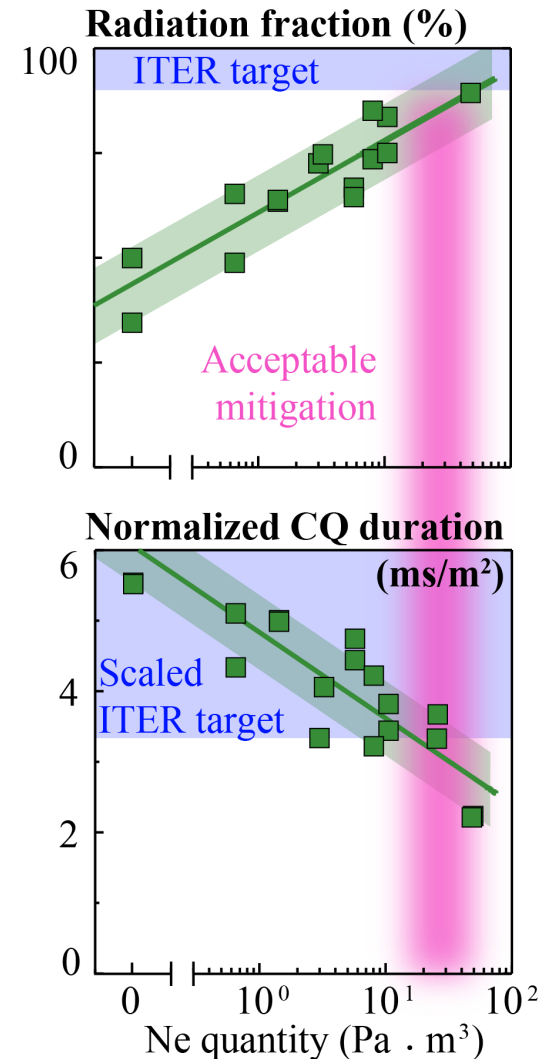 Radiation fraction (%)
100
ITER target
Acceptable
mitigation
0
Normalized CQ duration
(ms/m²)
6
Scaled
ITER target
4
2
0
0 10⁰ 10¹ 10²
Ne quantity (Pa . m³)